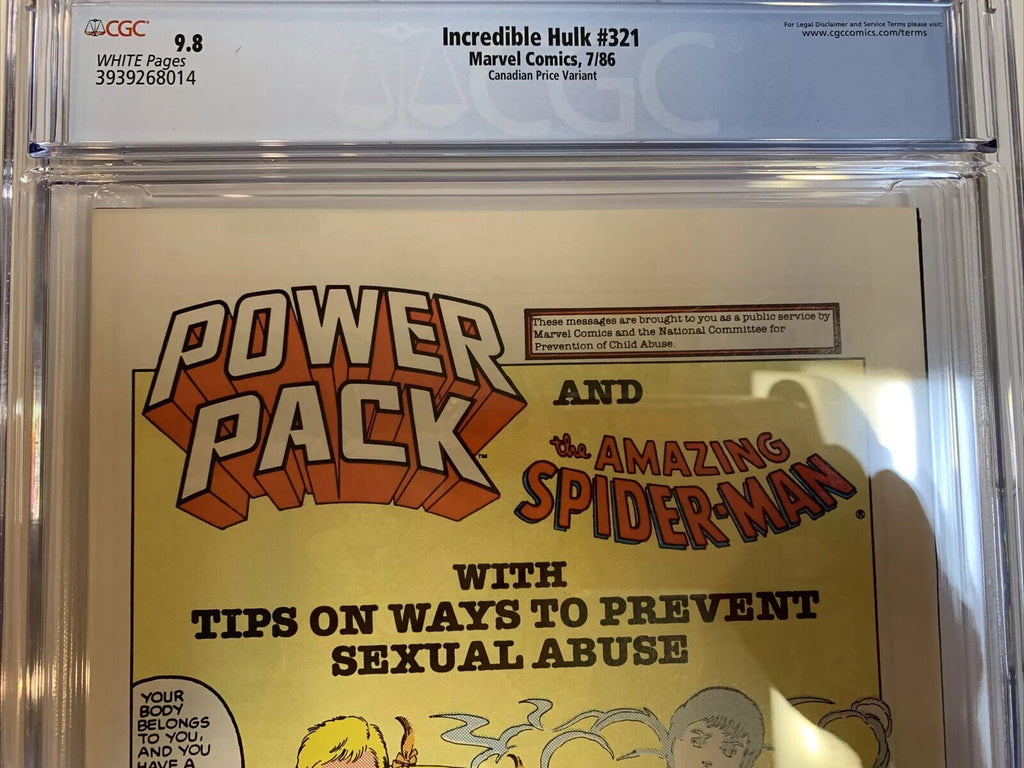 CGC
9.8
WHITE Pages
3939268014
Incredible Hulk #321
Marvel Comics, 7/86
Canadian Price Variant
For Legal Disclaimer and Service Terms please visit:
www.cgccomics.com/terms
CGC
POWER
PACK
™
These messages are brought to you as a public service by
Marvel Comics and the National Committee for
Prevention of Child Abuse.
AND
the AMAZING
SPIDER-MAN
®
WITH
TIPS ON WAYS TO PREVENT
SEXUAL ABUSE
YOUR
BODY
BELONGS
TO YOU,
AND YOU
HAVE A